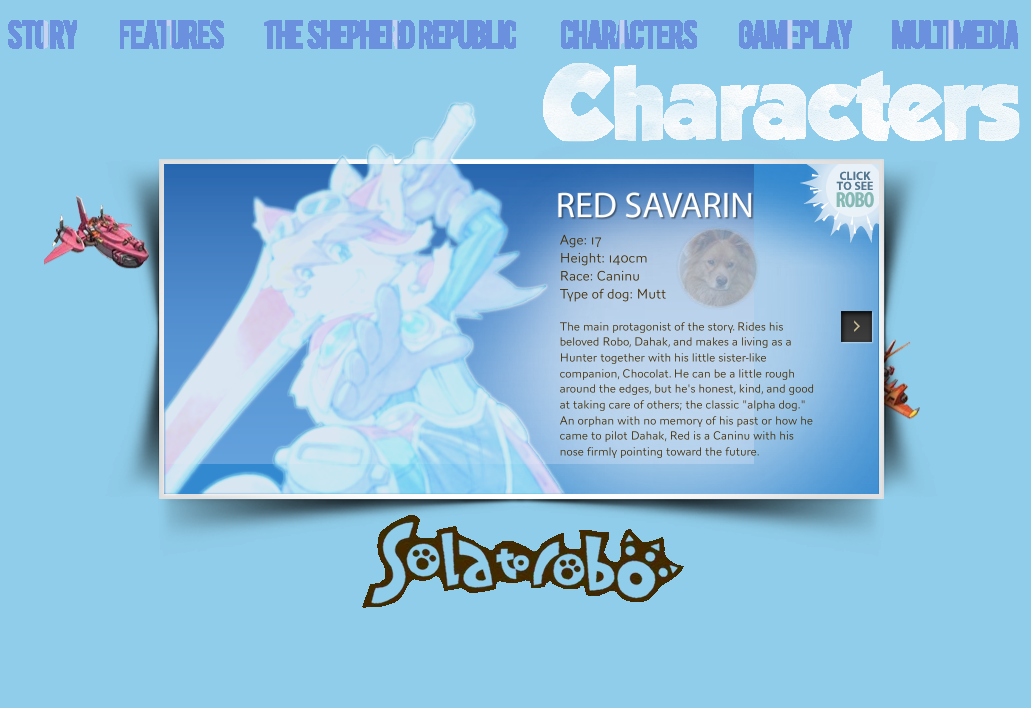 STORY FEATURES THE SHEPHERD REPUBLIC CHARACTERS GAMEPLAY MULTIMEDIA
Characters
CLICK
TO SEE
ROBO
RED SAVARIN
Age: 17
Height: 140cm
Race: Caninu
Type of dog: Mutt
The main protagonist of the story. Rides his
beloved Robo, Dahak, and makes a living as a
Hunter together with his little sister-like
companion, Chocolat. He can be a little rough
around the edges, but he's honest, kind, and good
at taking care of others; the classic "alpha dog."
An orphan with no memory of his past or how he
came to pilot Dahak, Red is a Caninu with his
nose firmly pointing toward the future.
Solatorobo